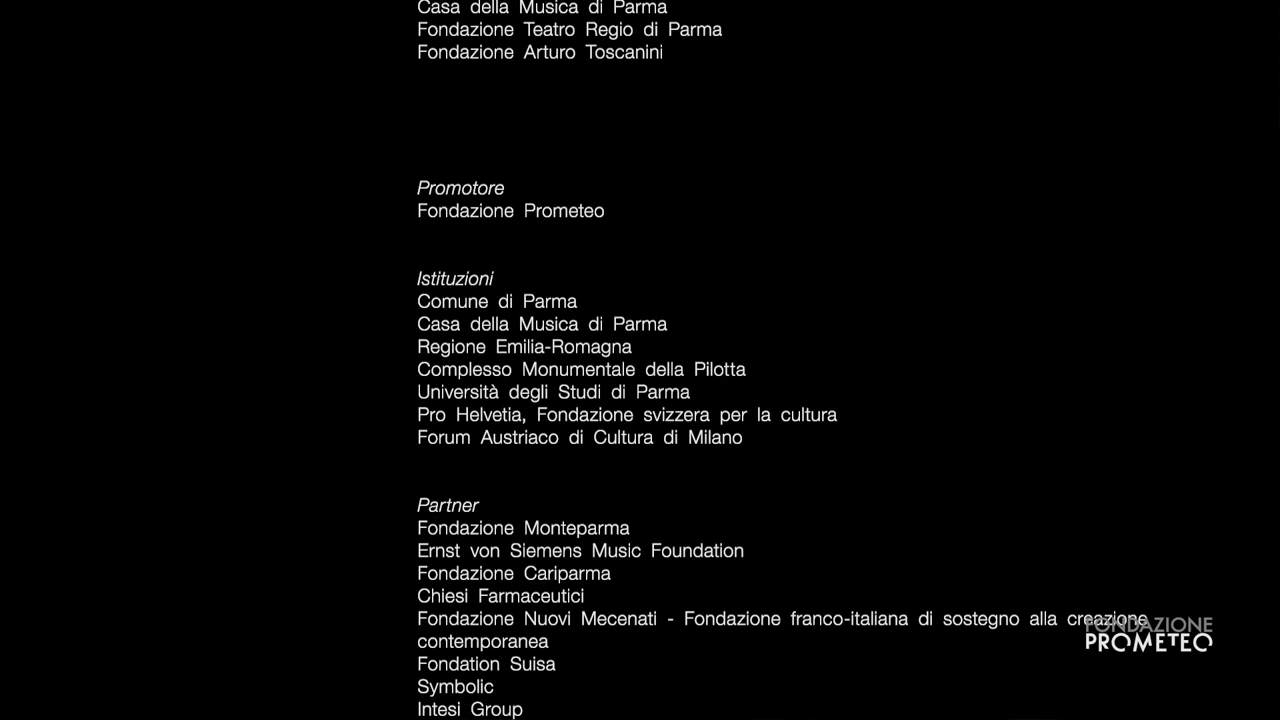 Casa della Musica di Parma
Fondazione Teatro Regio di Parma
Fondazione Arturo Toscanini
Promotore
Fondazione Prometeo
Istituzioni
Comune di Parma
Casa della Musica di Parma
Regione Emilia-Romagna
Complesso Monumentale della Pilotta
Università degli Studi di Parma
Pro Helvetia, Fondazione svizzera per la cultura
Forum Austriaco di Cultura di Milano
Partner
Fondazione Monteparma
Ernst von Siemens Music Foundation
Fondazione Cariparma
Chiesi Farmaceutici
Fondazione Nuovi Mecenati - Fondazione franco-italiana di sostegno alla creazione
contemporanea
Fondation Suisa
Symbolic
Intesi Group
FONDAZIONE
PROMETEO